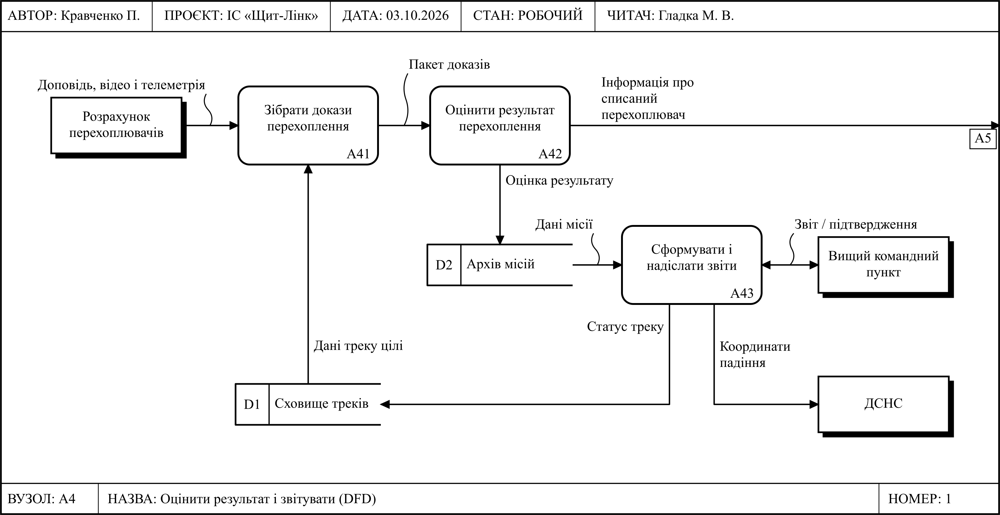 АВТОР: Кравченко П.
ПРОЄКТ: ІС «Щит-Лінк»
ДАТА: 03.10.2026
СТАН: РОБОЧИЙ
ЧИТАЧ: Гладка М. В.
Доповідь, відео і телеметрія
Розрахунок
перехоплювачів
Зібрати докази
перехоплення
A41
Пакет доказів
Оцінити результат
перехоплення
A42
Інформація про
списаний
перехоплювач
A5
Оцінка результату
D2
Архів місій
Дані місії
Сформувати і
надіслати звіти
A43
Звіт / підтвердження
Вищий командний
пункт
Статус треку
Координати
падіння
Дані треку цілі
D1
Сховище треків
ДСНС
ВУЗОЛ: A4
НАЗВА: Оцінити результат і звітувати (DFD)
НОМЕР: 1